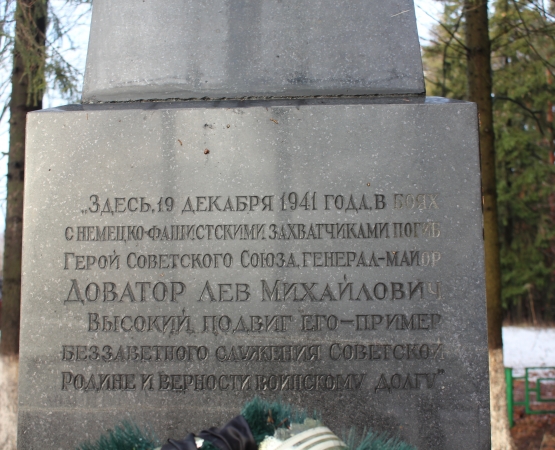 „Здесь, 19 декабря 1941 года, в боях
с немецко-фашистскими захватчиками погиб
Герой Советского Союза, генерал-майор
Доватор Лев Михайлович
Высокий подвиг его – пример
беззаветного служения Советской
Родине и верности воинскому долгу"